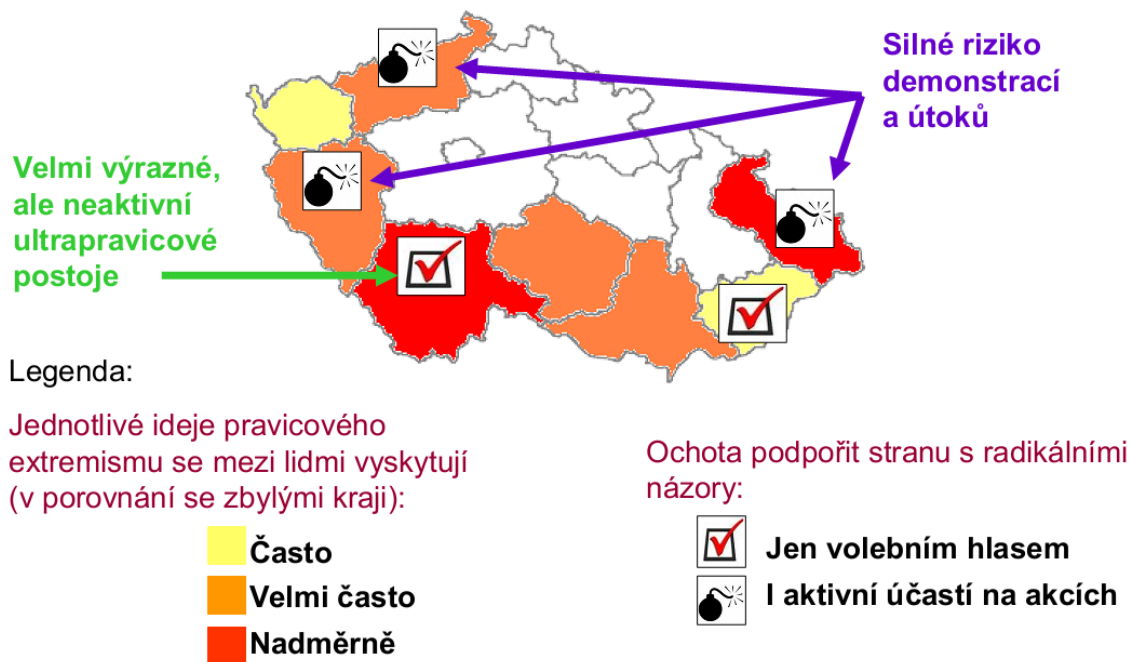 Silné riziko
demonstrací
a útoků
Velmi výrazné,
ale neaktivní
ultrapravicové
postoje
Legenda:
Jednotlivé ideje pravicového
extremismu se mezi lidmi vyskytují
(v porovnání se zbylými kraji):
Často
Velmi často
Nadměrně
Ochota podpořit stranu s radikálními
názory:
Jen volebním hlasem
I aktivní účastí na akcích